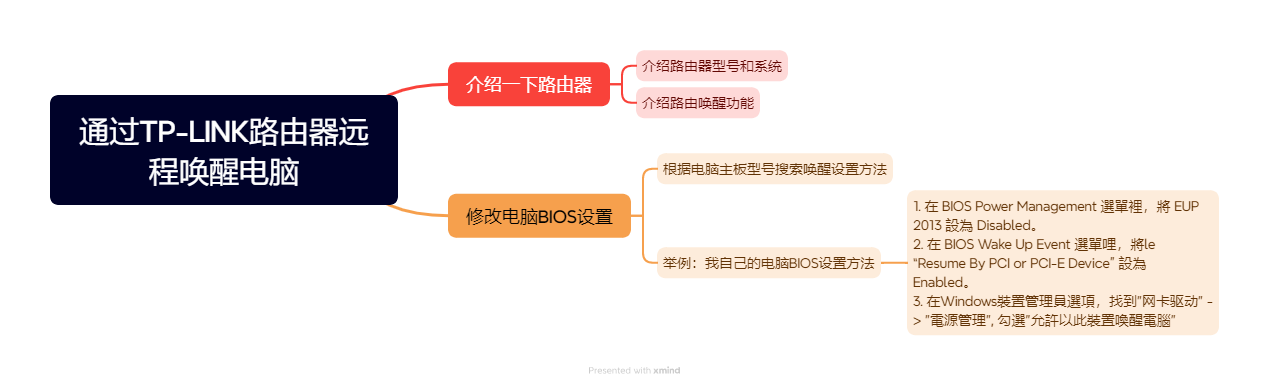 通过TP-LINK路由器远
程唤醒电脑
介绍一下路由器
介绍路由器型号和系统
介绍路由唤醒功能
修改电脑BIOS设置
根据电脑主板型号搜索唤醒设置方法
举例：我自己的电脑BIOS设置方法
1. 在 BIOS Power Management 選單裡，將 EUP
2013 設為 Disabled。
2. 在 BIOS Wake Up Event 選單哩，將le
“Resume By PCI or PCI-E Device” 設為
Enabled。
3. 在Windows裝置管理員選項，找到”网卡驱动” -
> ”電源管理”, 勾選”允許以此裝置喚醒電腦”
Presented with xmind